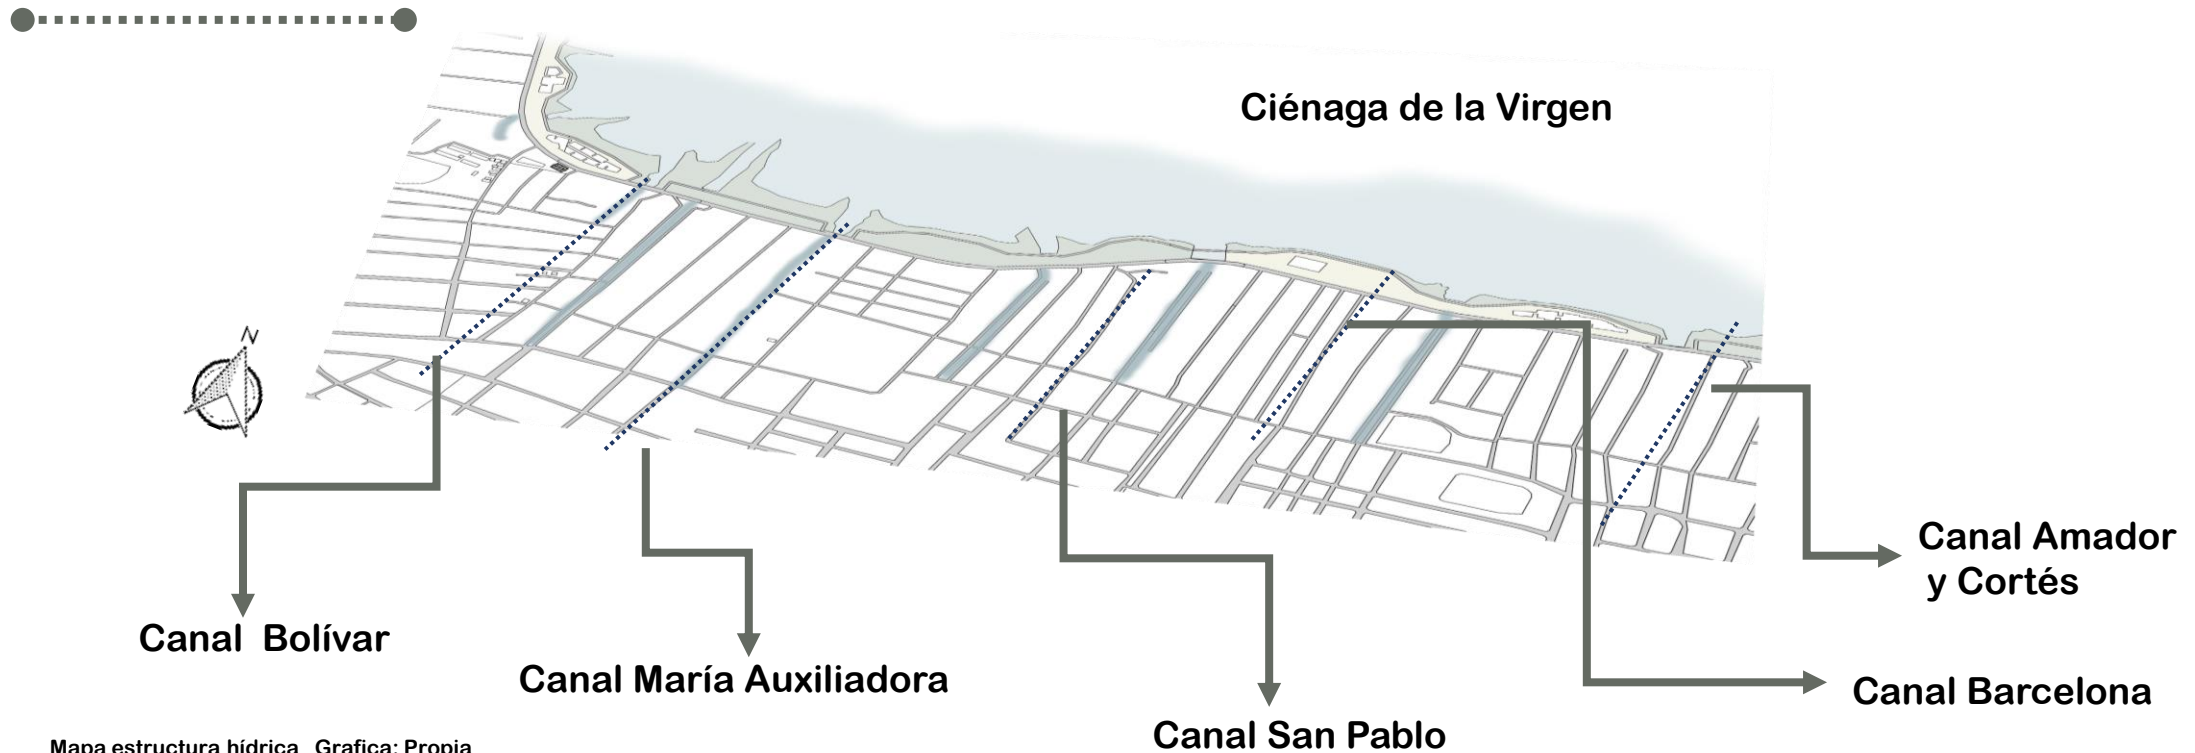 Ciénaga de la Virgen
N
Canal Amador
y Cortés
Canal Bolívar
Canal María Auxiliadora
Canal Barcelona
Canal San Pablo
Mapa estructura hídrica Grafica: Propia